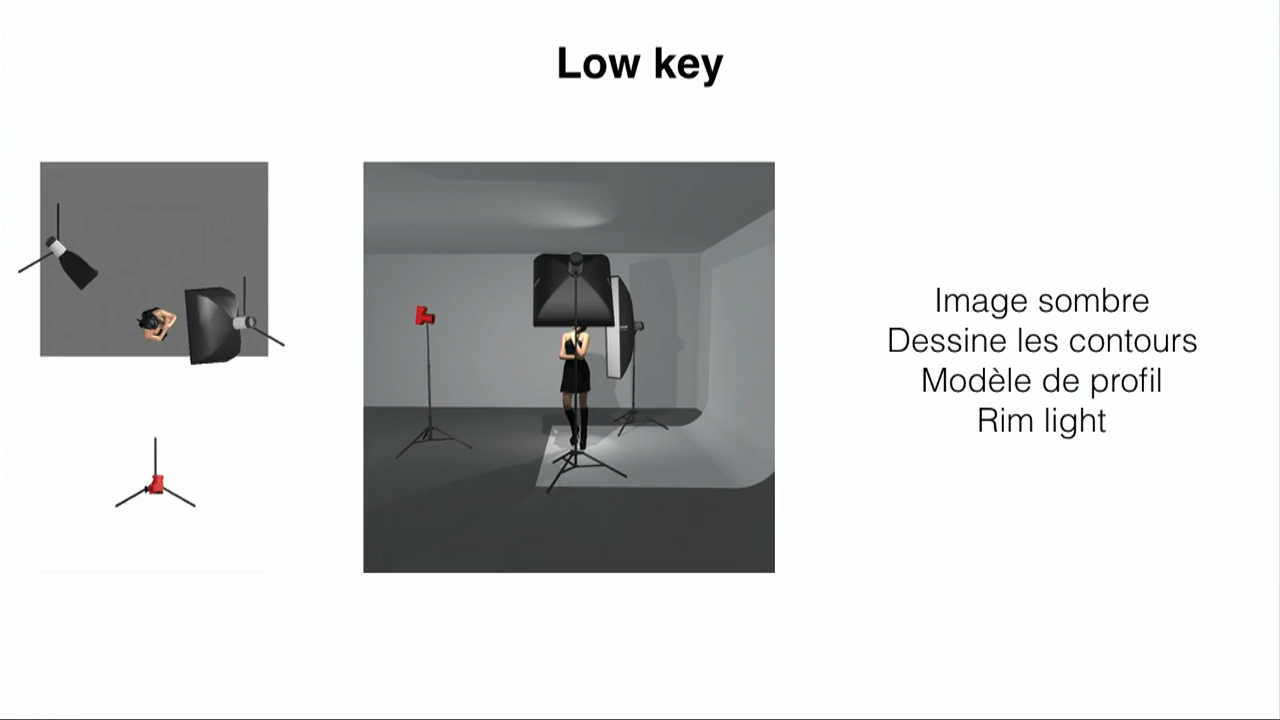 Low key
Image sombre
Dessine les contours
Modèle de profil
Rim light